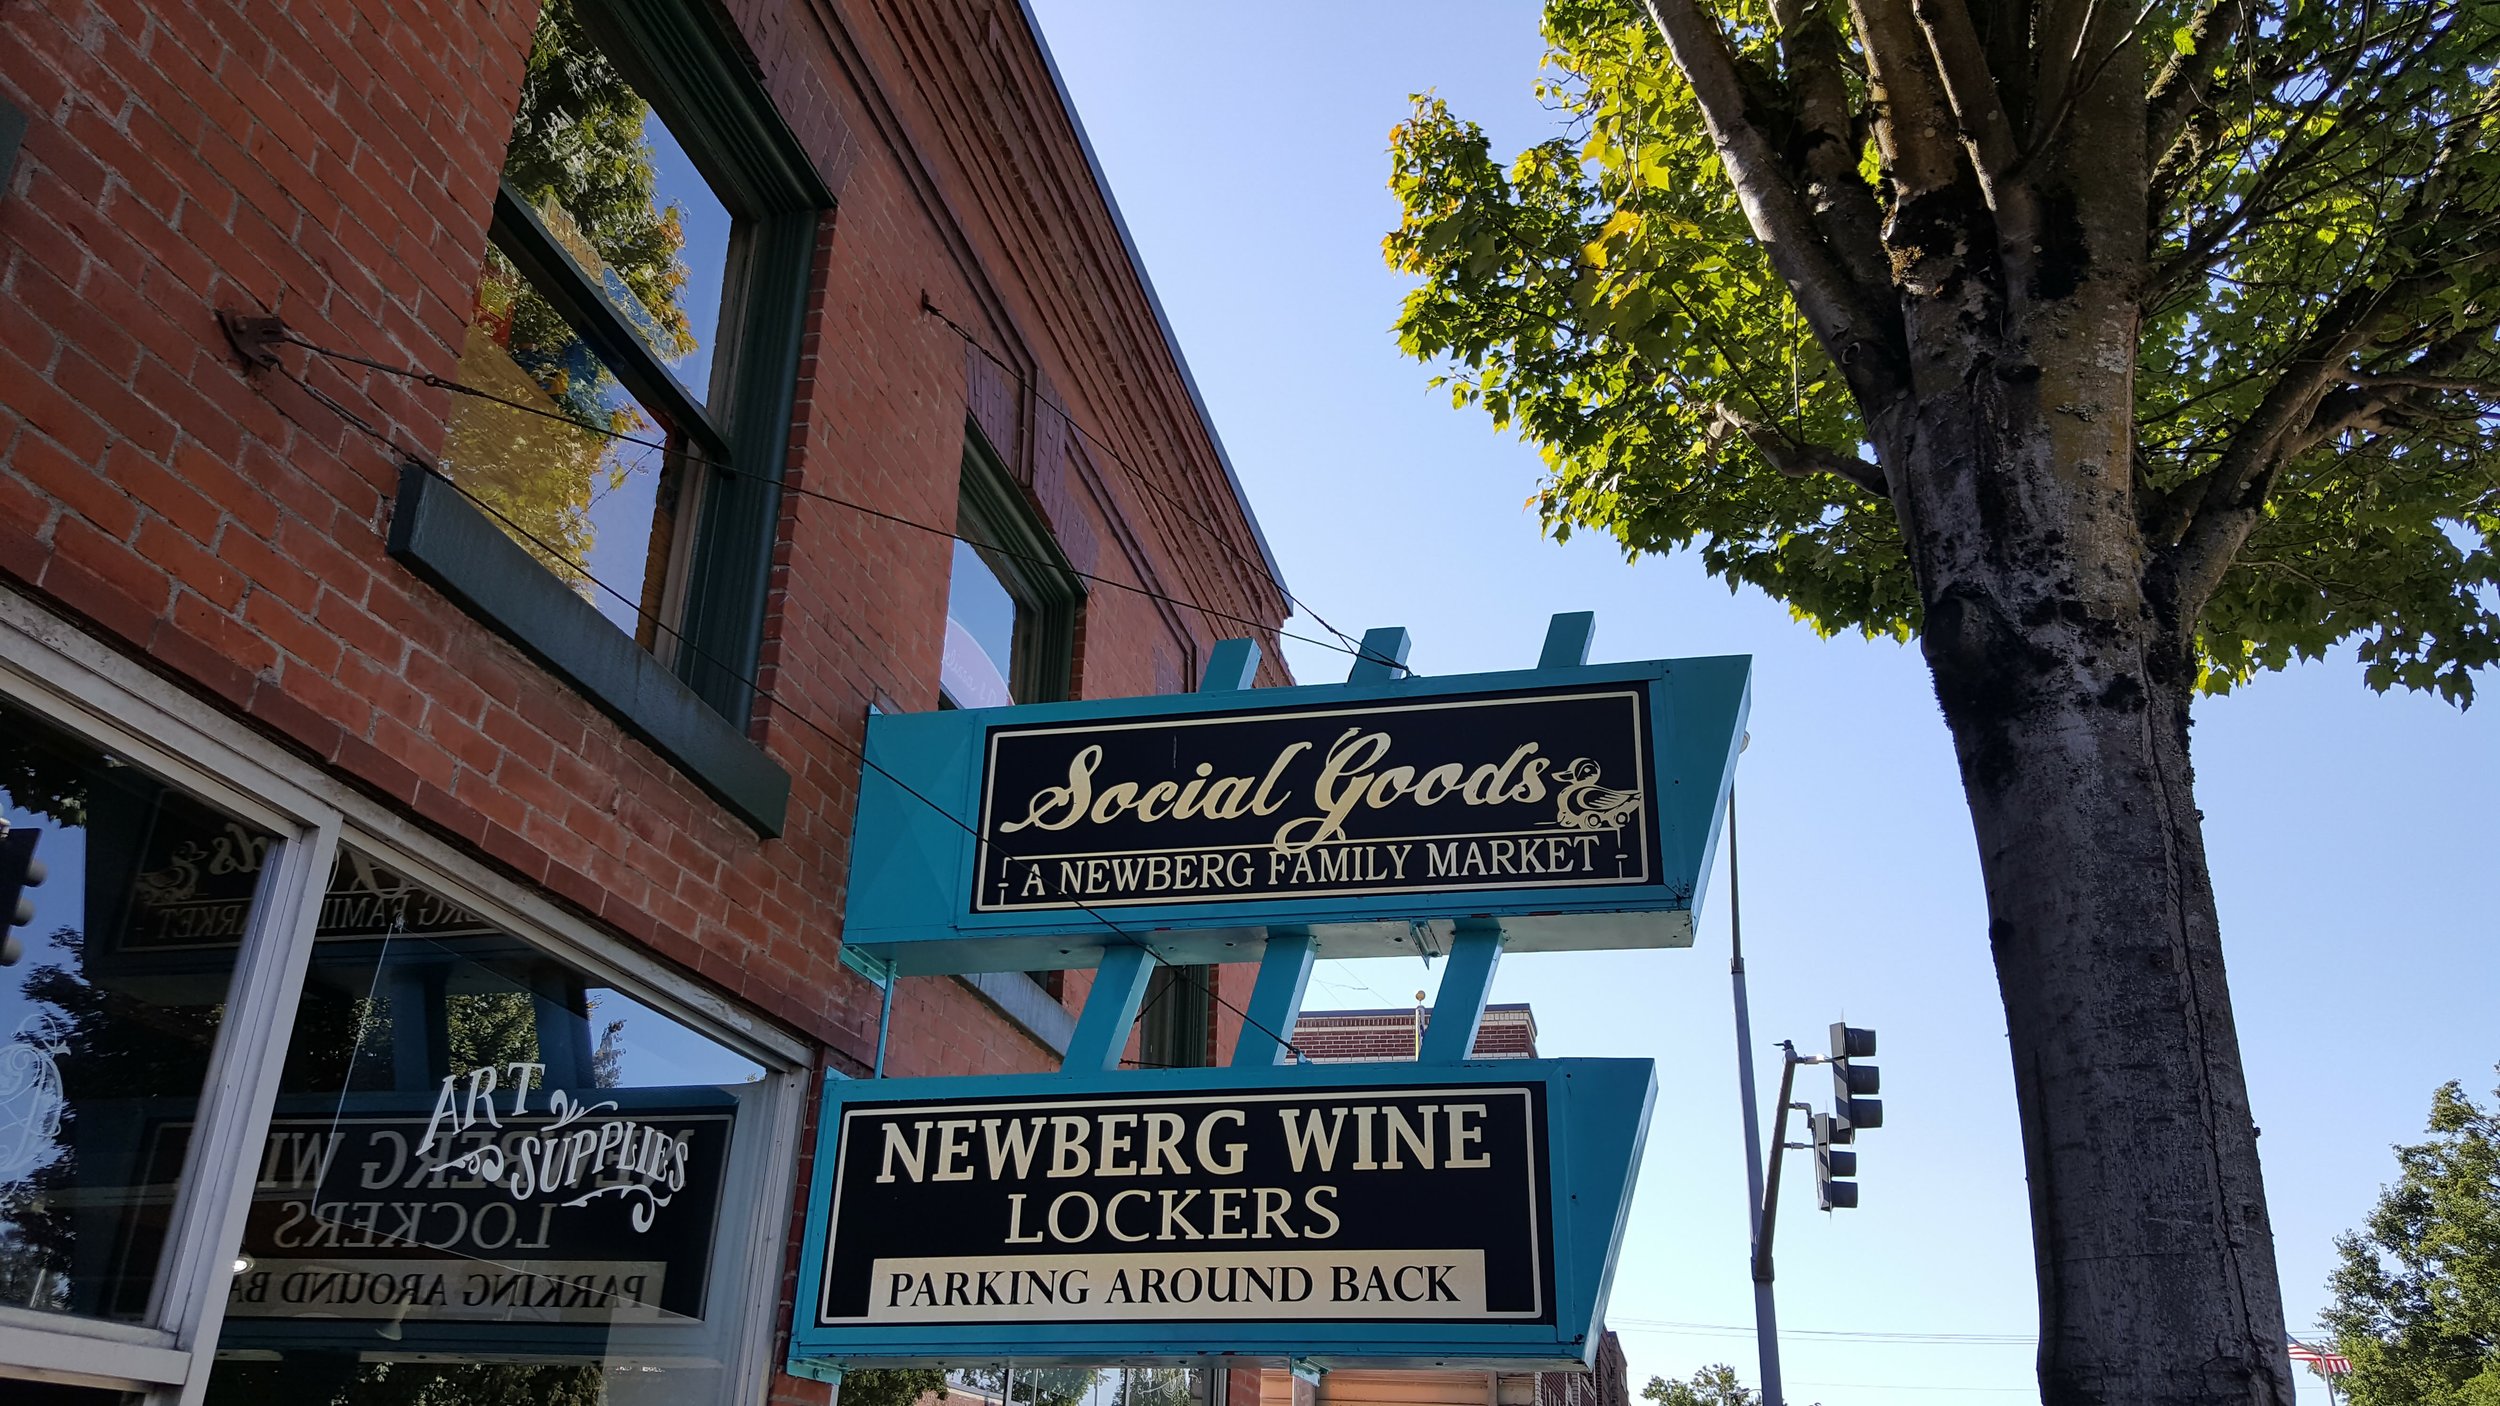 Social Goods
A NEWBERG FAMILY MARKET
NEWBERG WINE
LOCKERS
PARKING AROUND BACK
ART
SUPPLIES